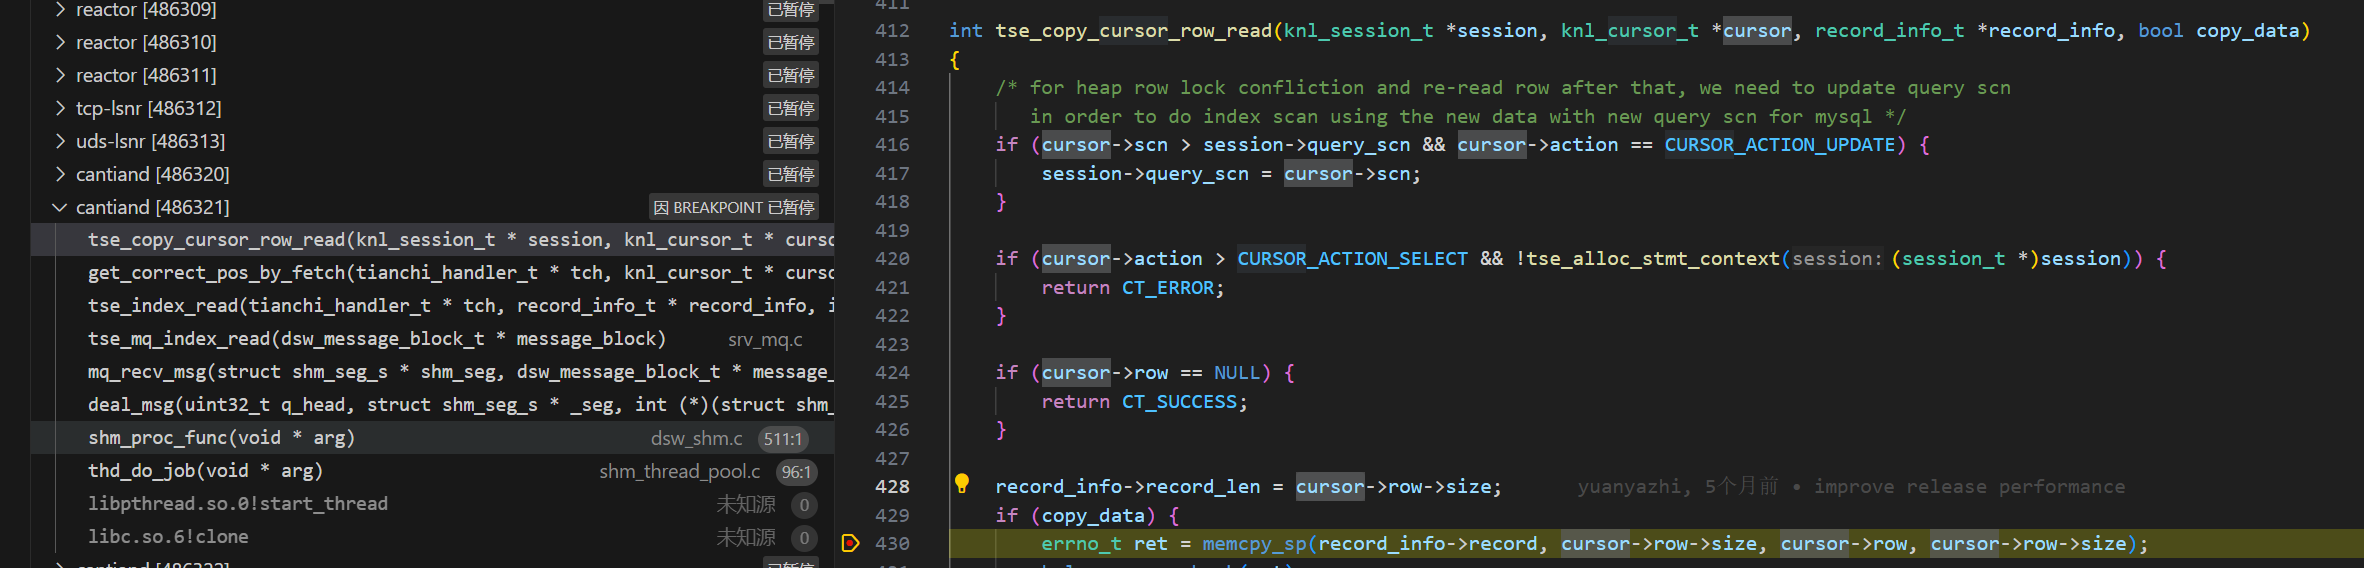 reactor [486309] 已暂停
reactor [486310] 已暂停
reactor [486311] 已暂停
tcp-lsnr [486312] 已暂停
uds-lsnr [486313] 已暂停
cantiand [486320] 已暂停
cantiand [486321] 因 BREAKPOINT 已暂停
tse_copy_cursor_row_read(knl_session_t * session, knl_cursor_t * curso
get_correct_pos_by_fetch(tianchi_handler_t * tch, knl_cursor_t * curso
tse_index_read(tianchi_handler_t * tch, record_info_t * record_info, i
tse_mq_index_read(dsw_message_block_t * message_block) srv_mq.c
mq_recv_msg(struct shm_seg_s * shm_seg, dsw_message_block_t * message_
deal_msg(uint32_t q_head, struct shm_seg_s * _seg, int (*)(struct shm_
shm_proc_func(void * arg) dsw_shm.c 511:1
thd_do_job(void * arg) shm_thread_pool.c 96:1
libpthread.so.0!start_thread 未知源 0
libc.so.6!clone 未知源 0
411
412 int tse_copy_cursor_row_read(knl_session_t *session, knl_cursor_t *cursor, record_info_t *record_info, bool copy_data)
413 {
414 /* for heap row lock confliction and re-read row after that, we need to update query scn
415 in order to do index scan using the new data with new query scn for mysql */
416 if (cursor->scn > session->query_scn && cursor->action == CURSOR_ACTION_UPDATE) {
417 session->query_scn = cursor->scn;
418 }
419
420 if (cursor->action > CURSOR_ACTION_SELECT && !tse_alloc_stmt_context(session: (session_t *)session)) {
421 return CT_ERROR;
422 }
423
424 if (cursor->row == NULL) {
425 return CT_SUCCESS;
426 }
427
428 record_info->record_len = cursor->row->size; yuanyazhi, 5个月前 • improve release performance
429 if (copy_data) {
430 errno_t ret = memcpy_sp(record_info->record, cursor->row->size, cursor->row, cursor->row->size);